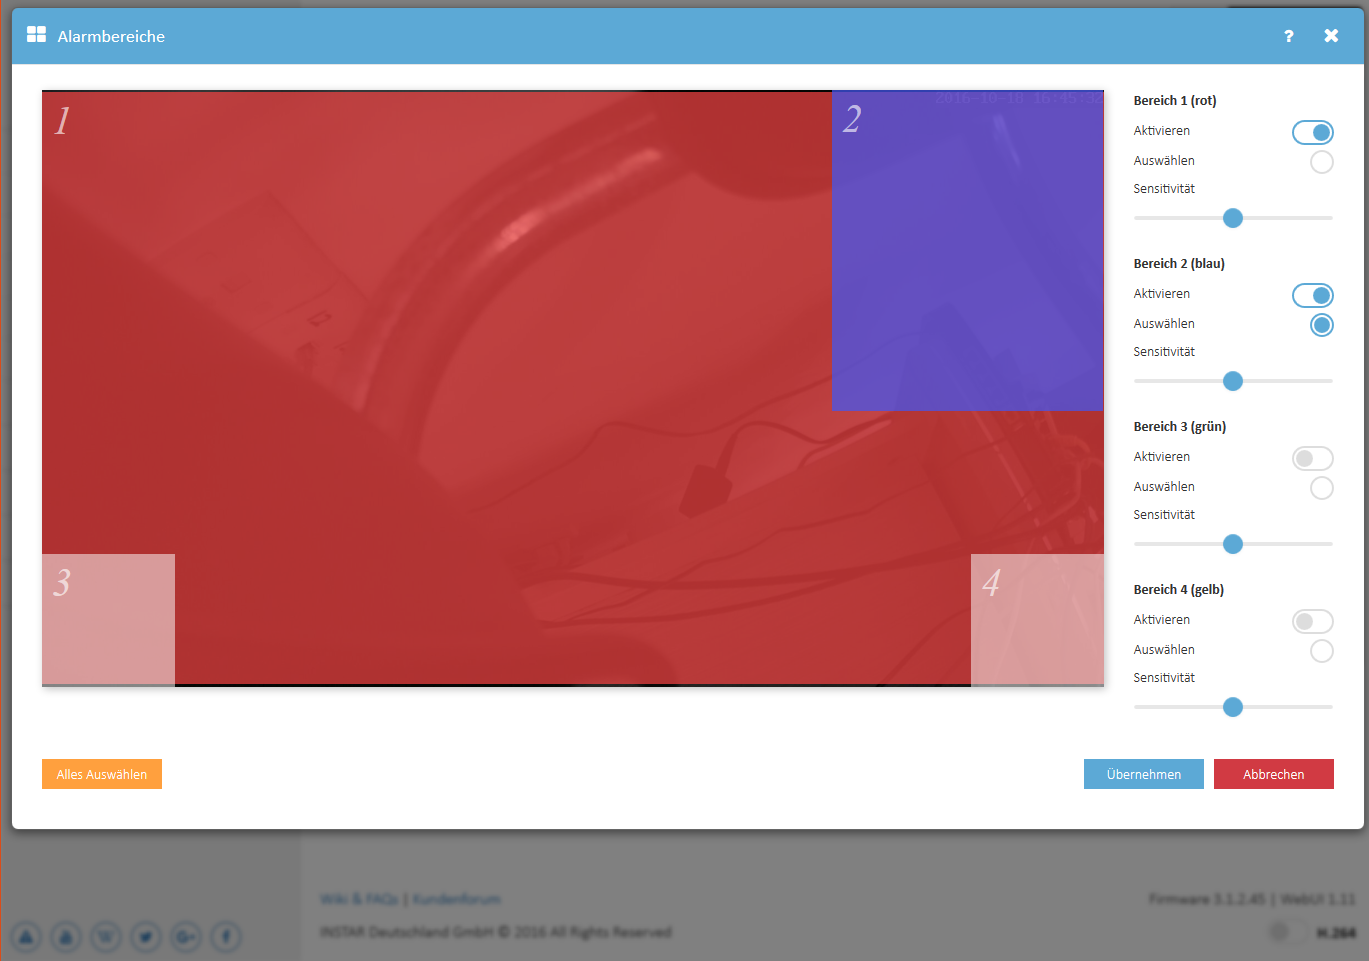 Alarmbereiche
?
1
2
2016-10-18 16:45:32
3
4
Bereich 1 (rot)
Aktivieren
Auswählen
Sensitivität
Bereich 2 (blau)
Aktivieren
Auswählen
Sensitivität
Bereich 3 (grün)
Aktivieren
Auswählen
Sensitivität
Bereich 4 (gelb)
Aktivieren
Auswählen
Sensitivität
Alles Auswählen
Übernehmen
Abbrechen
Wiki & FAQs | Kundenforum
Firmware 3.1.2.45 | WebUI 1.11
INSTAR Deutschland GmbH © 2016 All Rights Reserved
H.264